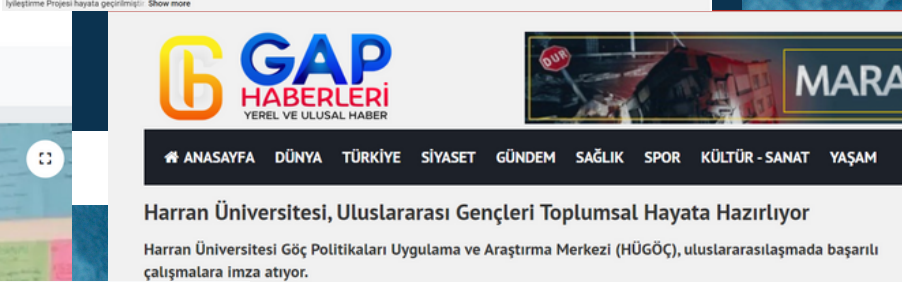 İyileştirme Projesi hayata geçirilmiştir Show more
GAP
HABERLERİ
YEREL VE ULUSAL HABER
DUR
MARA
ANASAYFA DÜNYA TÜRKİYE SİYASET GÜNDEM SAĞLIK SPOR KÜLTÜR - SANAT YAŞAM
Harran Üniversitesi, Uluslararası Gençleri Toplumsal Hayata Hazırlıyor
Harran Üniversitesi Göç Politikaları Uygulama ve Araştırma Merkezi (HÜGÖÇ), uluslararasılaşmada başarılı
çalışmalara imza atıyor.